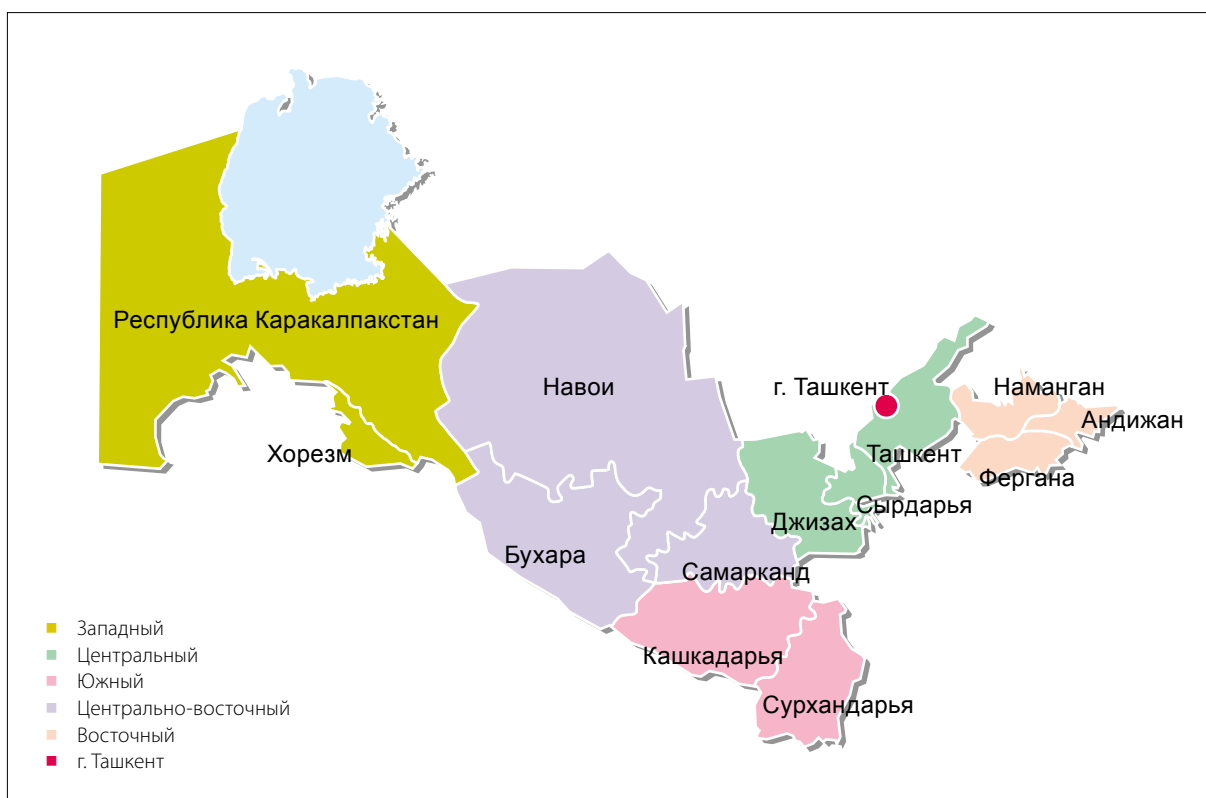 Республика Каракалпакстан
Хорезм
Навои
Бухара
Самарканд
г. Ташкент
Ташкент
Наманган
Андижан
Фергана
Сырдарья
Джизах
Кашкадарья
Сурхандарья
Западный
Центральный
Южный
Центрально-восточный
Восточный
г. Ташкент